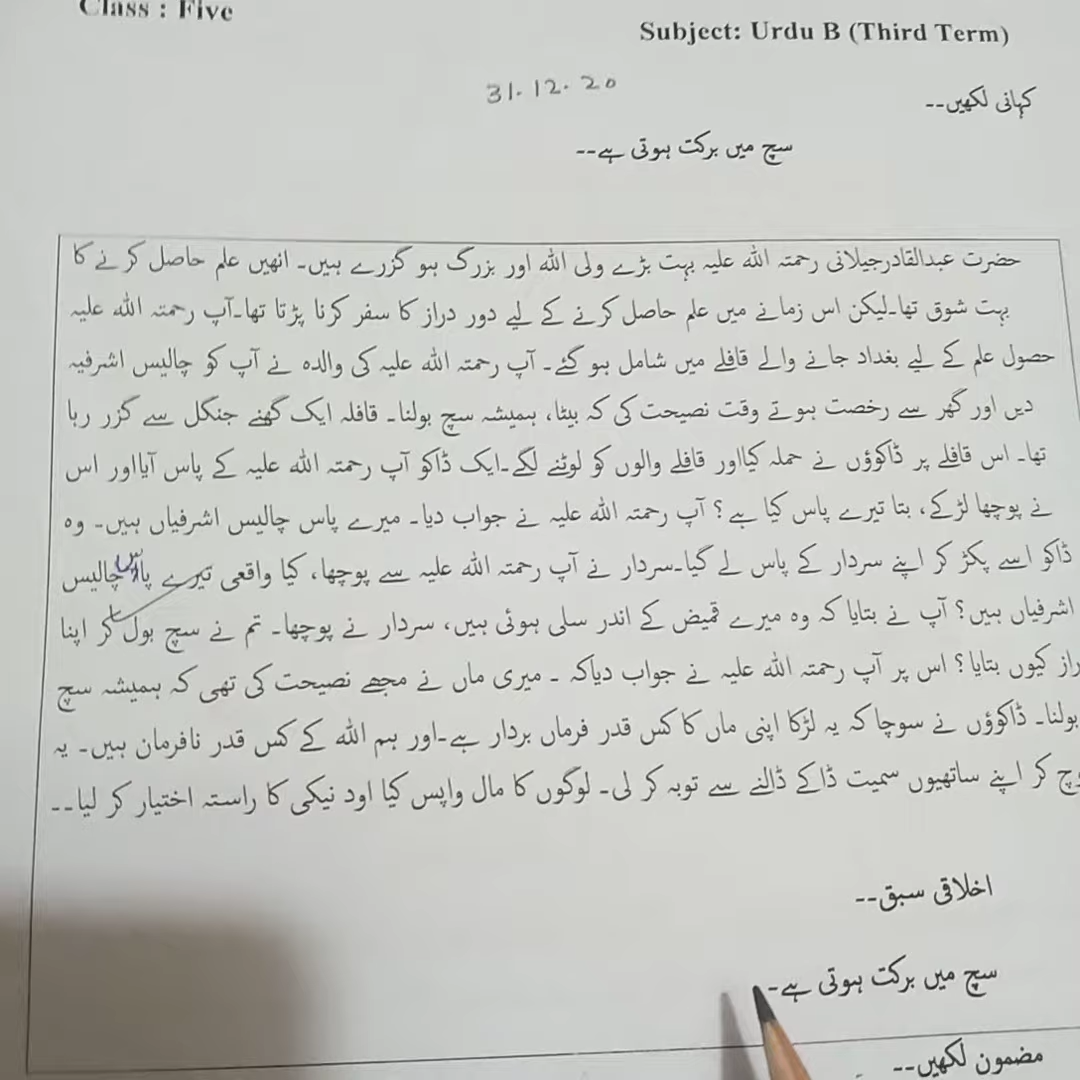 Class : Five
Subject: Urdu B (Third Term)
31.12.20
کہانی لکھیں--
سچ میں برکت ہوتی ہے--
حضرت عبدالقادرجیلانی رحمتہ اللہ علیہ بہت بڑے ولی اللہ اور بزرگ ہو گزرے ہیں۔ انھیں علم حاصل کرنے کا
بہت شوق تھا۔لیکن اس زمانے میں علم حاصل کرنے کے لیے دور دراز کا سفر کرنا پڑتا تھا۔آپ رحمتہ اللہ علیہ
حصول علم کے لیے بغداد جانے والے قافلے میں شامل ہو گئے۔ آپ رحمتہ اللہ علیہ کی والدہ نے آپ کو چالیس اشرفیہ
دیں اور گھر سے رخصت ہوتے وقت نصیحت کی کہ بیٹا، ہمیشہ سچ بولنا۔ قافلہ ایک گھنے جنگل سے گزر رہا
تھا۔ اس قافلے پر ڈاکوؤں نے حملہ کیااور قافلے والوں کو لوٹنے لگے۔ایک ڈاکو آپ رحمتہ اللہ علیہ کے پاس آیااور اس
نے پوچھا لڑکے، بتا تیرے پاس کیا ہے؟ آپ رحمتہ اللہ علیہ نے جواب دیا۔ میرے پاس چالیس اشرفیاں ہیں۔ وہ
ڈاکو اسے پکڑ کر اپنے سردار کے پاس لے گیا۔سردار نے آپ رحمتہ اللہ علیہ سے پوچھا، کیا واقعی تیرے پاس چالیس
اشرفیاں ہیں؟ آپ نے بتایا کہ وہ میرے قمیض کے اندر سلی ہوئی ہیں، سردار نے پوچھا۔ تم نے سچ بول کر اپنا
راز کیوں بتایا؟ اس پر آپ رحمتہ اللہ علیہ نے جواب دیاکہ ۔ میری ماں نے مجھے نصیحت کی تھی کہ ہمیشہ سچ
بولنا۔ ڈاکوؤں نے سوچا کہ یہ لڑکا اپنی ماں کا کس قدر فرماں بردار ہے۔اور ہم اللہ کے کس قدر نافرمان ہیں۔ یہ
کر اپنے ساتھیوں سمیت ڈاکے ڈالنے سے توبہ کر لی۔ لوگوں کا مال واپس کیا اود نیکی کا راستہ اختیار کر لیا۔--
اخلاقی سبق--
سچ میں برکت ہوتی ہے-
مضمون لکھیں--